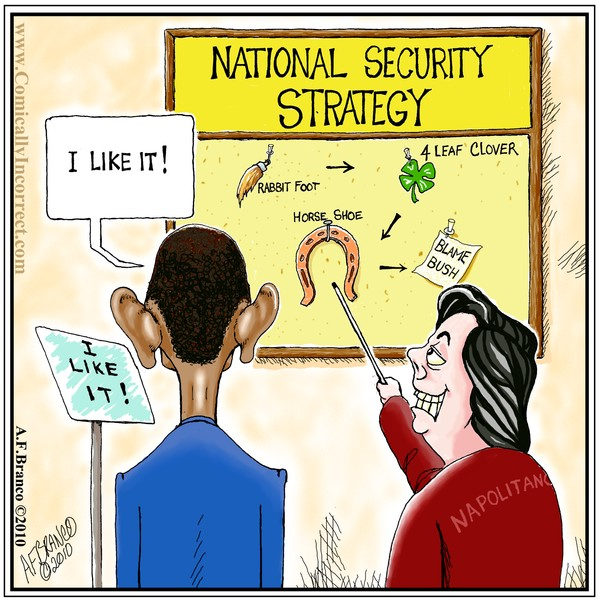 NATIONAL SECURITY
STRATEGY
I LIKE IT!
RABBIT FOOT
4 LEAF CLOVER
HORSE SHOE
BLAME
BUSH
I
LIKE
IT!
NAPOLITANO
www.ComicallyIncorrect.com
A.F.Branco ©2010
AFBRANCO
©2010